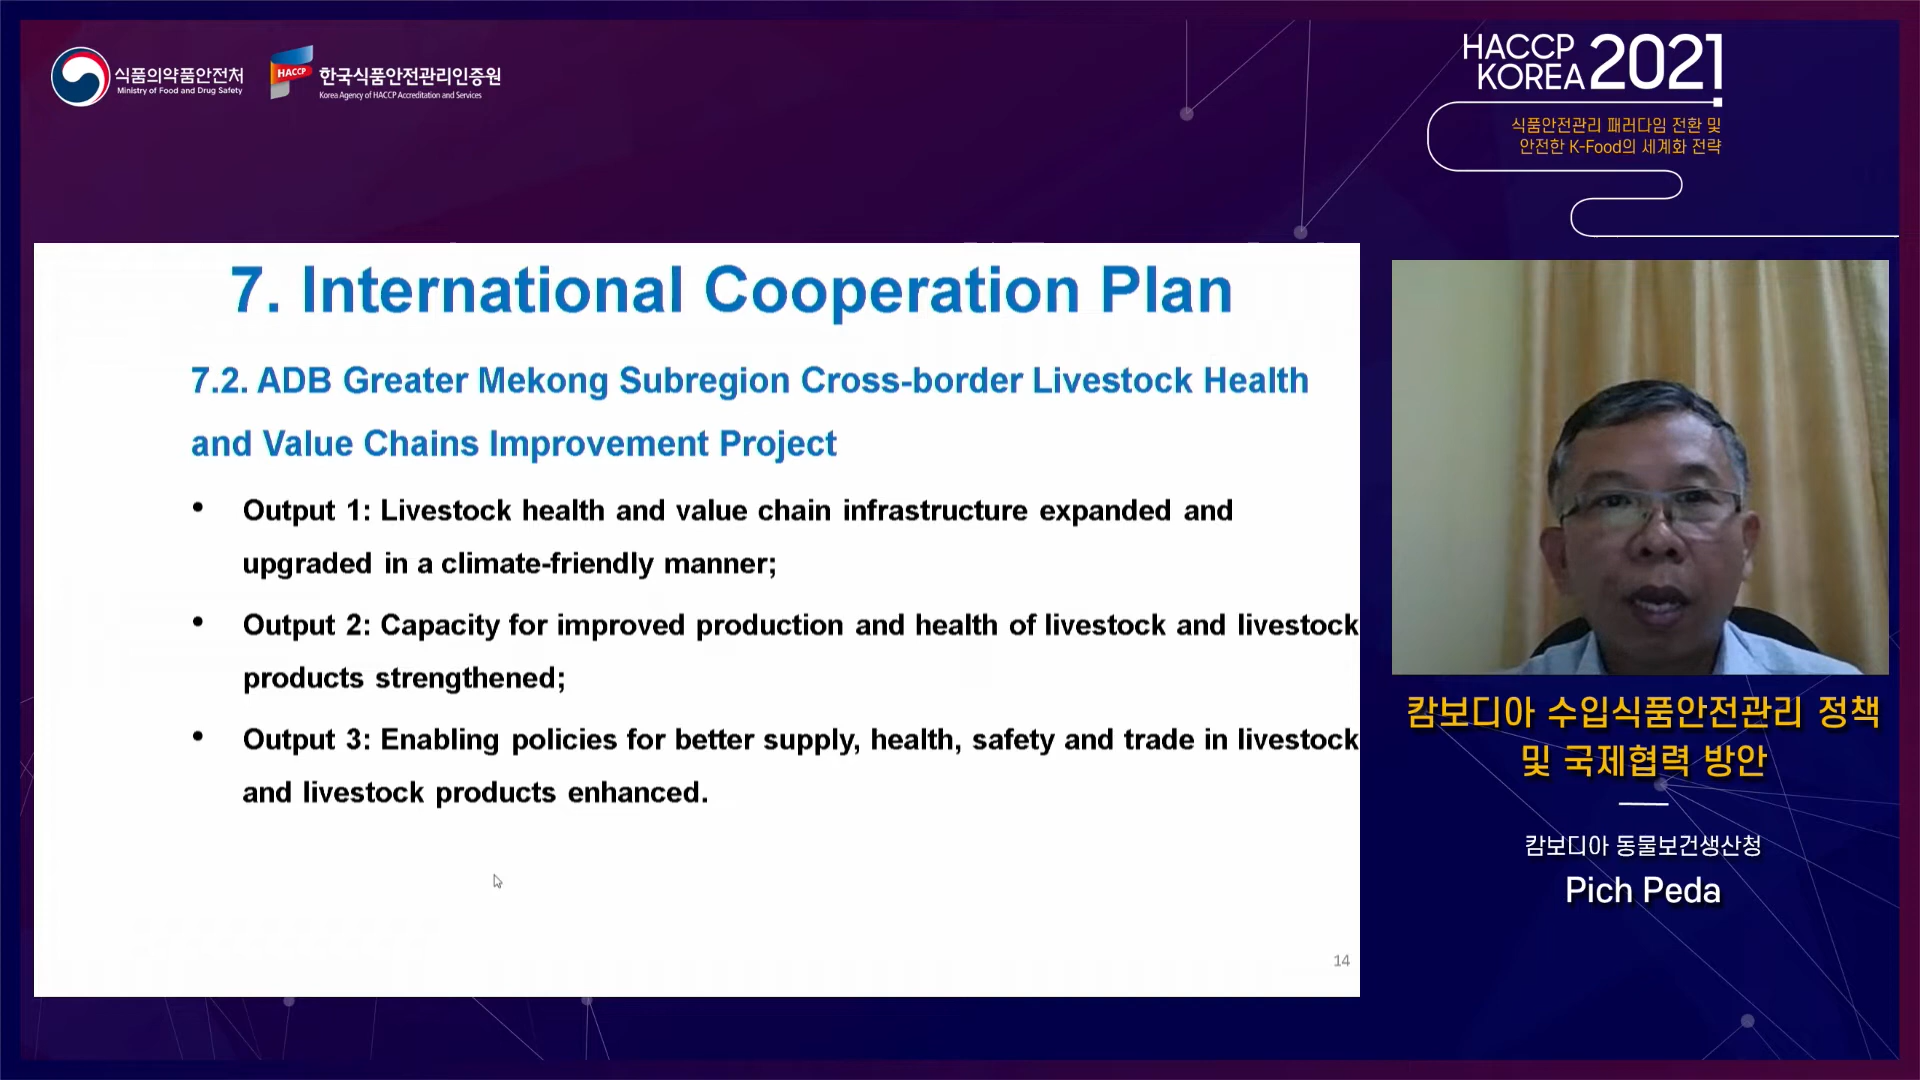 식품의약품안전처
Ministry of Food and Drug Safety
HACCP
한국식품안전관리인증원
Korea Agency of HACCP Accreditation and Services
HACCP
KOREA 2021
식품안전관리 패러다임 전환 및
안전한 K-Food의 세계화 전략
7. International Cooperation Plan
7.2. ADB Greater Mekong Subregion Cross-border Livestock Health
and Value Chains Improvement Project
• Output 1: Livestock health and value chain infrastructure expanded and
upgraded in a climate-friendly manner;
• Output 2: Capacity for improved production and health of livestock and livestock
products strengthened;
• Output 3: Enabling policies for better supply, health, safety and trade in livestock
and livestock products enhanced.
14
캄보디아 수입식품안전관리 정책
및 국제협력 방안
캄보디아 동물보건생산청
Pich Peda